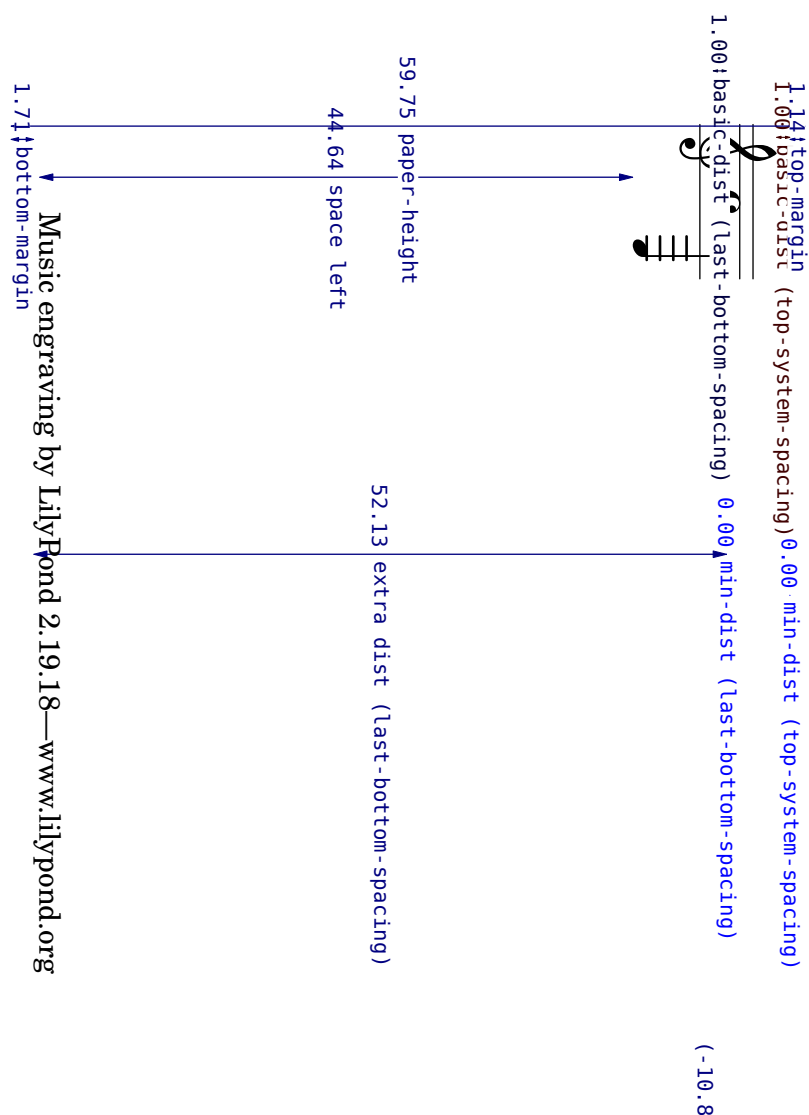 1.14 top-margin
1.00 basic-dist (top-system-spacing)
0.00 min-dist (top-system-spacing)
1.00 basic-dist (last-bottom-spacing)
0.00 min-dist (last-bottom-spacing)
(-10.8
59.75 paper-height
52.13 extra dist (last-bottom-spacing)
44.64 space left
Music engraving by LilyPond 2.19.18—www.lilypond.org
1.71 bottom-margin